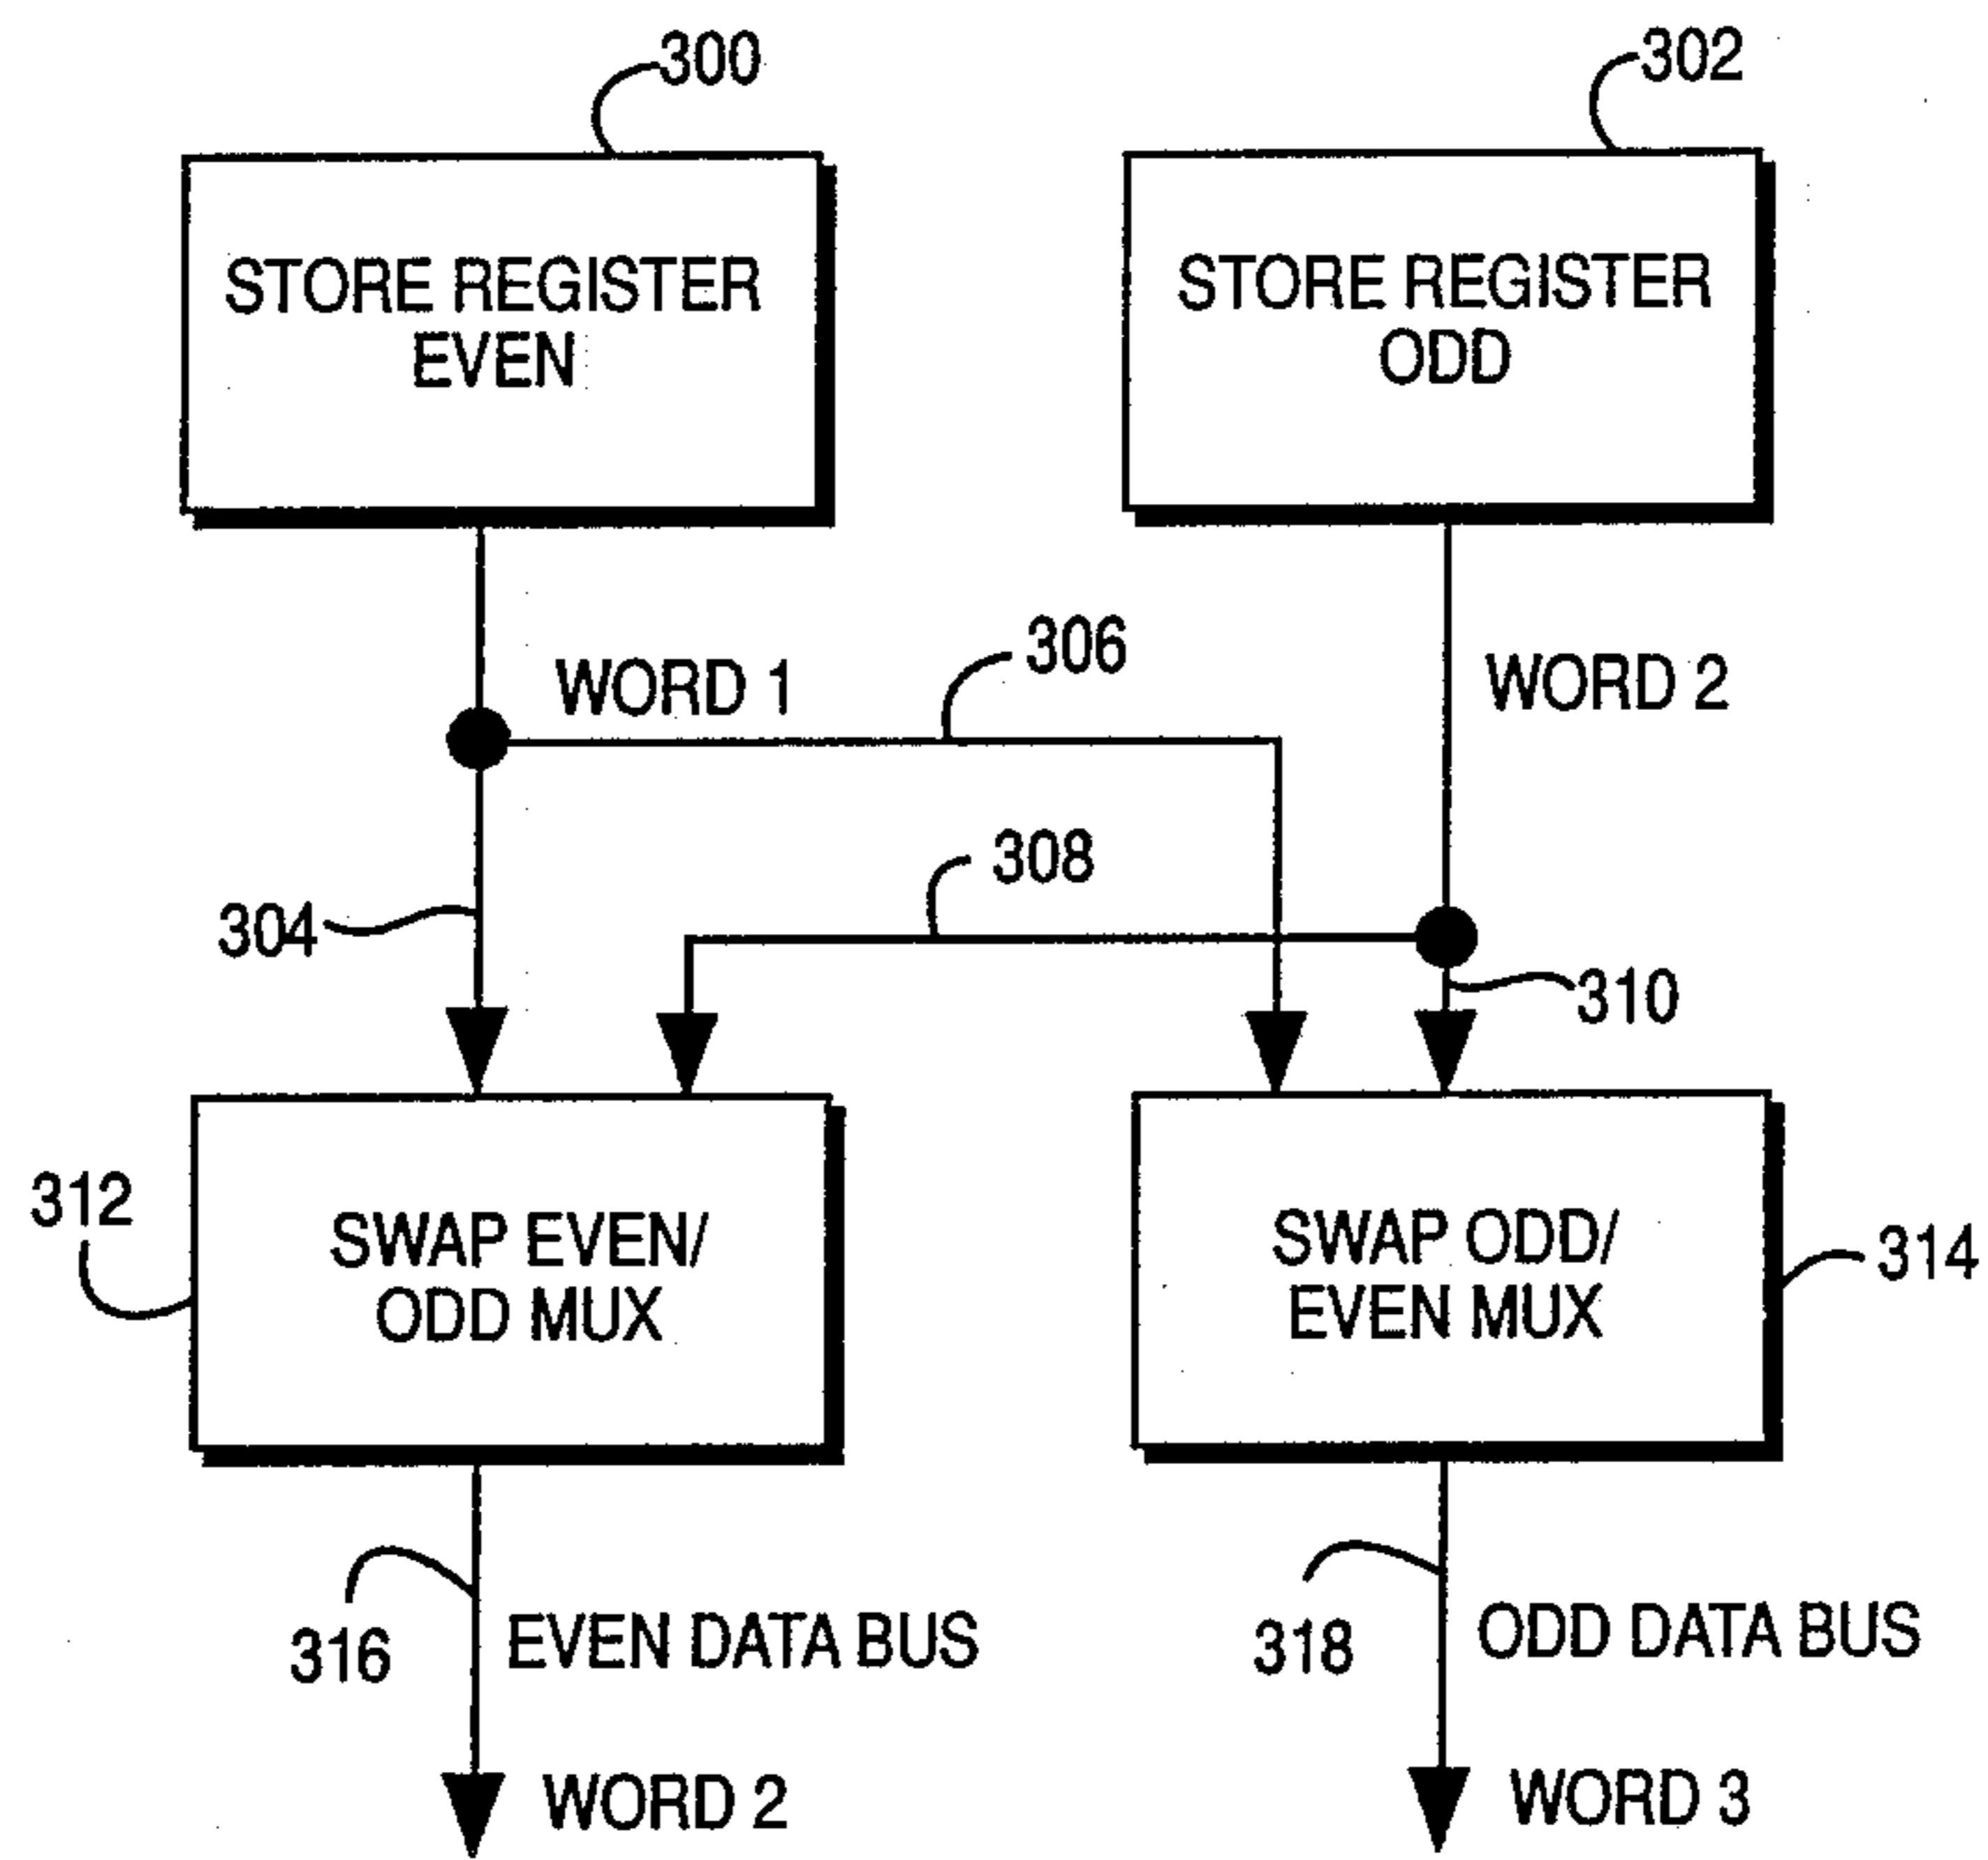 300
302
STORE REGISTER
EVEN
STORE REGISTER
ODD
WORD 1
306
WORD 2
308
304
310
312
SWAP EVEN/
ODD MUX
SWAP ODD/
EVEN MUX
314
316
EVEN DATA BUS
318
ODD DATA BUS
WORD 2
WORD 3